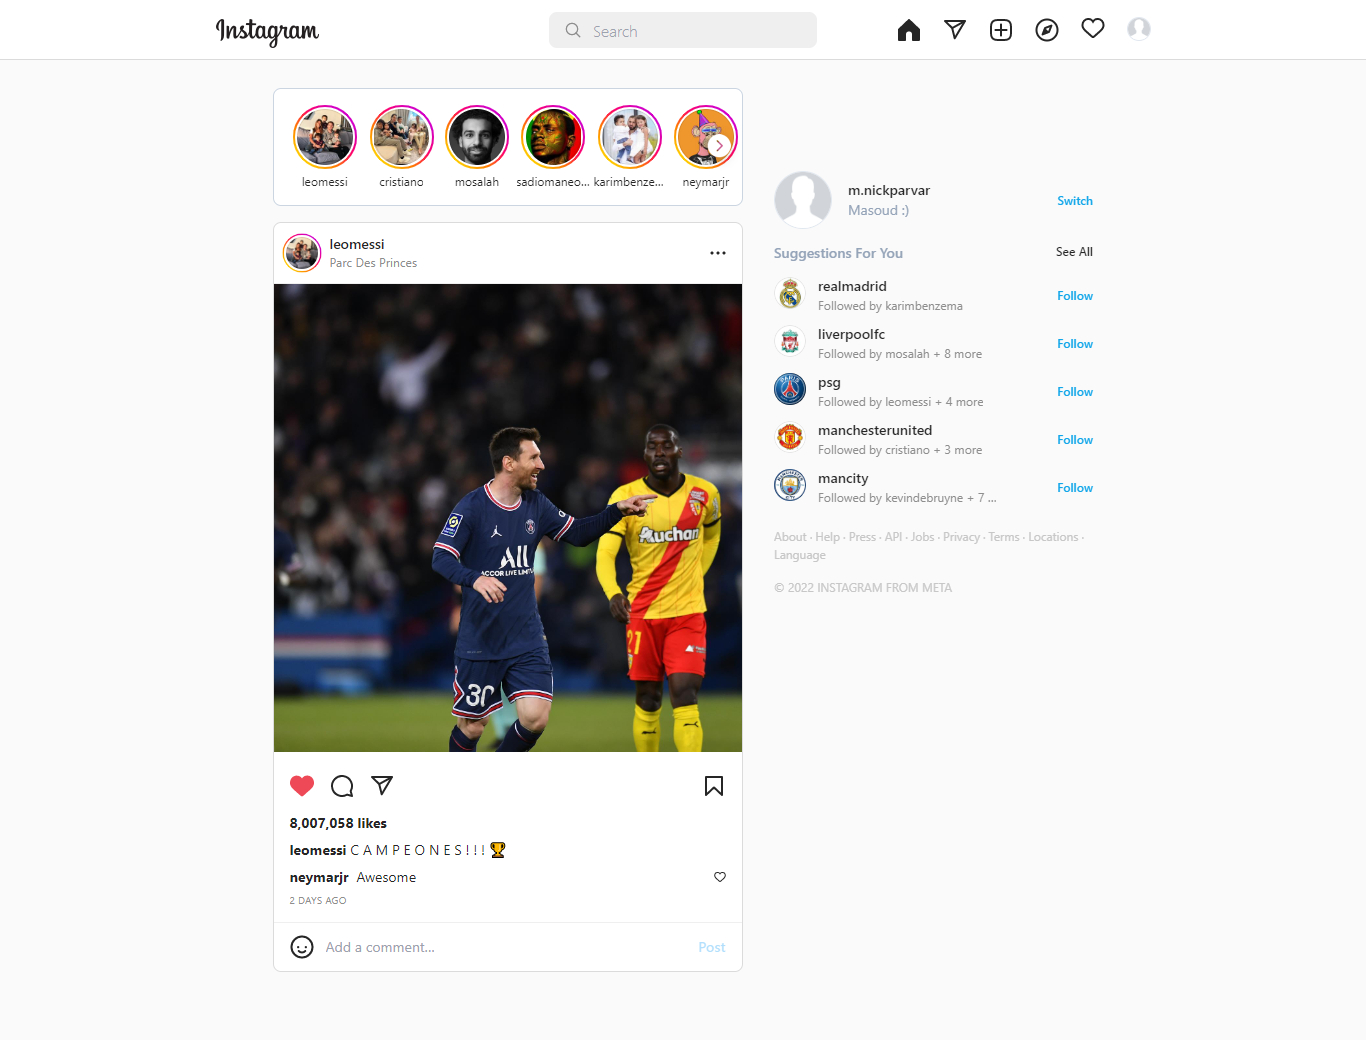 Instagram
Search
leomessi
cristiano
mosalah
sadiomaneo...
karimbenze...
neymarjr
leomessi
Parc Des Princes
Auchan
ALL
ACCOR LIVE LIMIT
30
21
8,007,058 likes
leomessi C A M P E O N E S ! ! ! 🏆
neymarjr Awesome
2 DAYS AGO
Add a comment...
Post
m.nickparvar
Masoud :)
Switch
Suggestions For You
See All
realmadrid
Followed by karimbenzema
Follow
liverpoolfc
Followed by mosalah + 8 more
Follow
psg
Followed by leomessi + 4 more
Follow
manchesterunited
Followed by cristiano + 3 more
Follow
mancity
Followed by kevindebruyne + 7 ...
Follow
About · Help · Press · API · Jobs · Privacy · Terms · Locations ·
Language
© 2022 INSTAGRAM FROM META